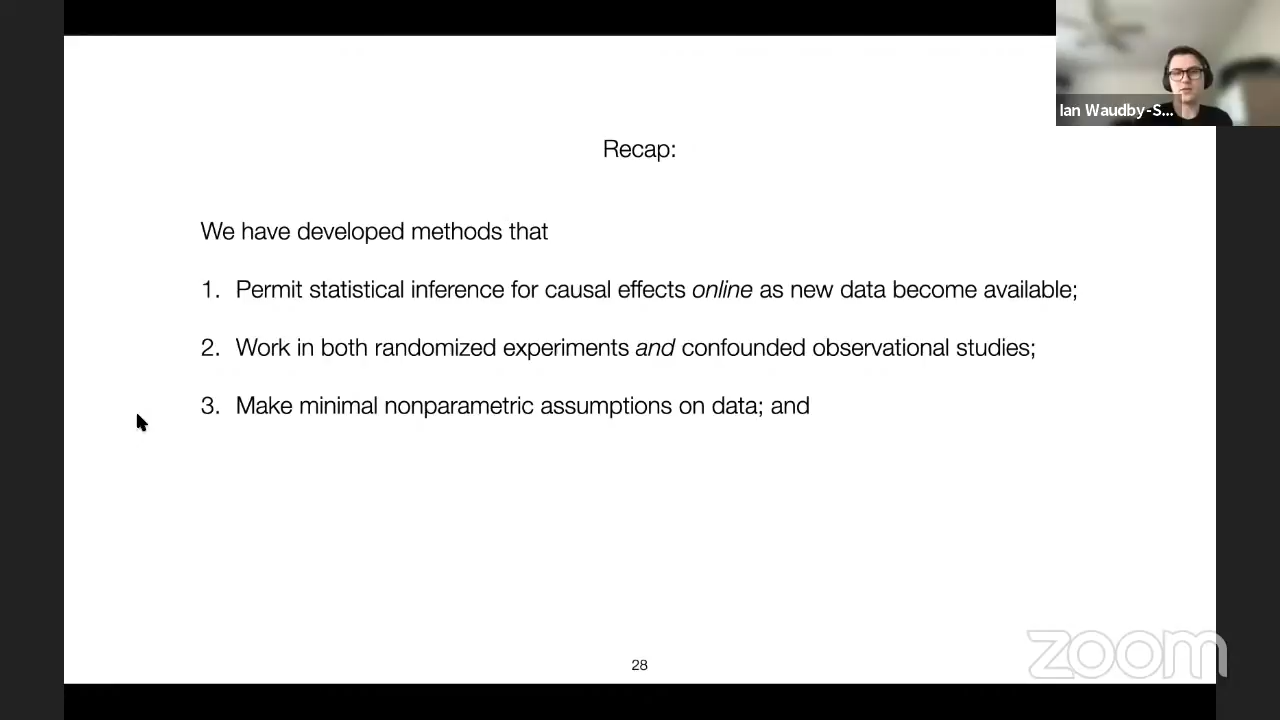 Ian Waudby-S...
Recap:
We have developed methods that
1. Permit statistical inference for causal effects online as new data become available;
2. Work in both randomized experiments and confounded observational studies;
3. Make minimal nonparametric assumptions on data; and
28
zoom